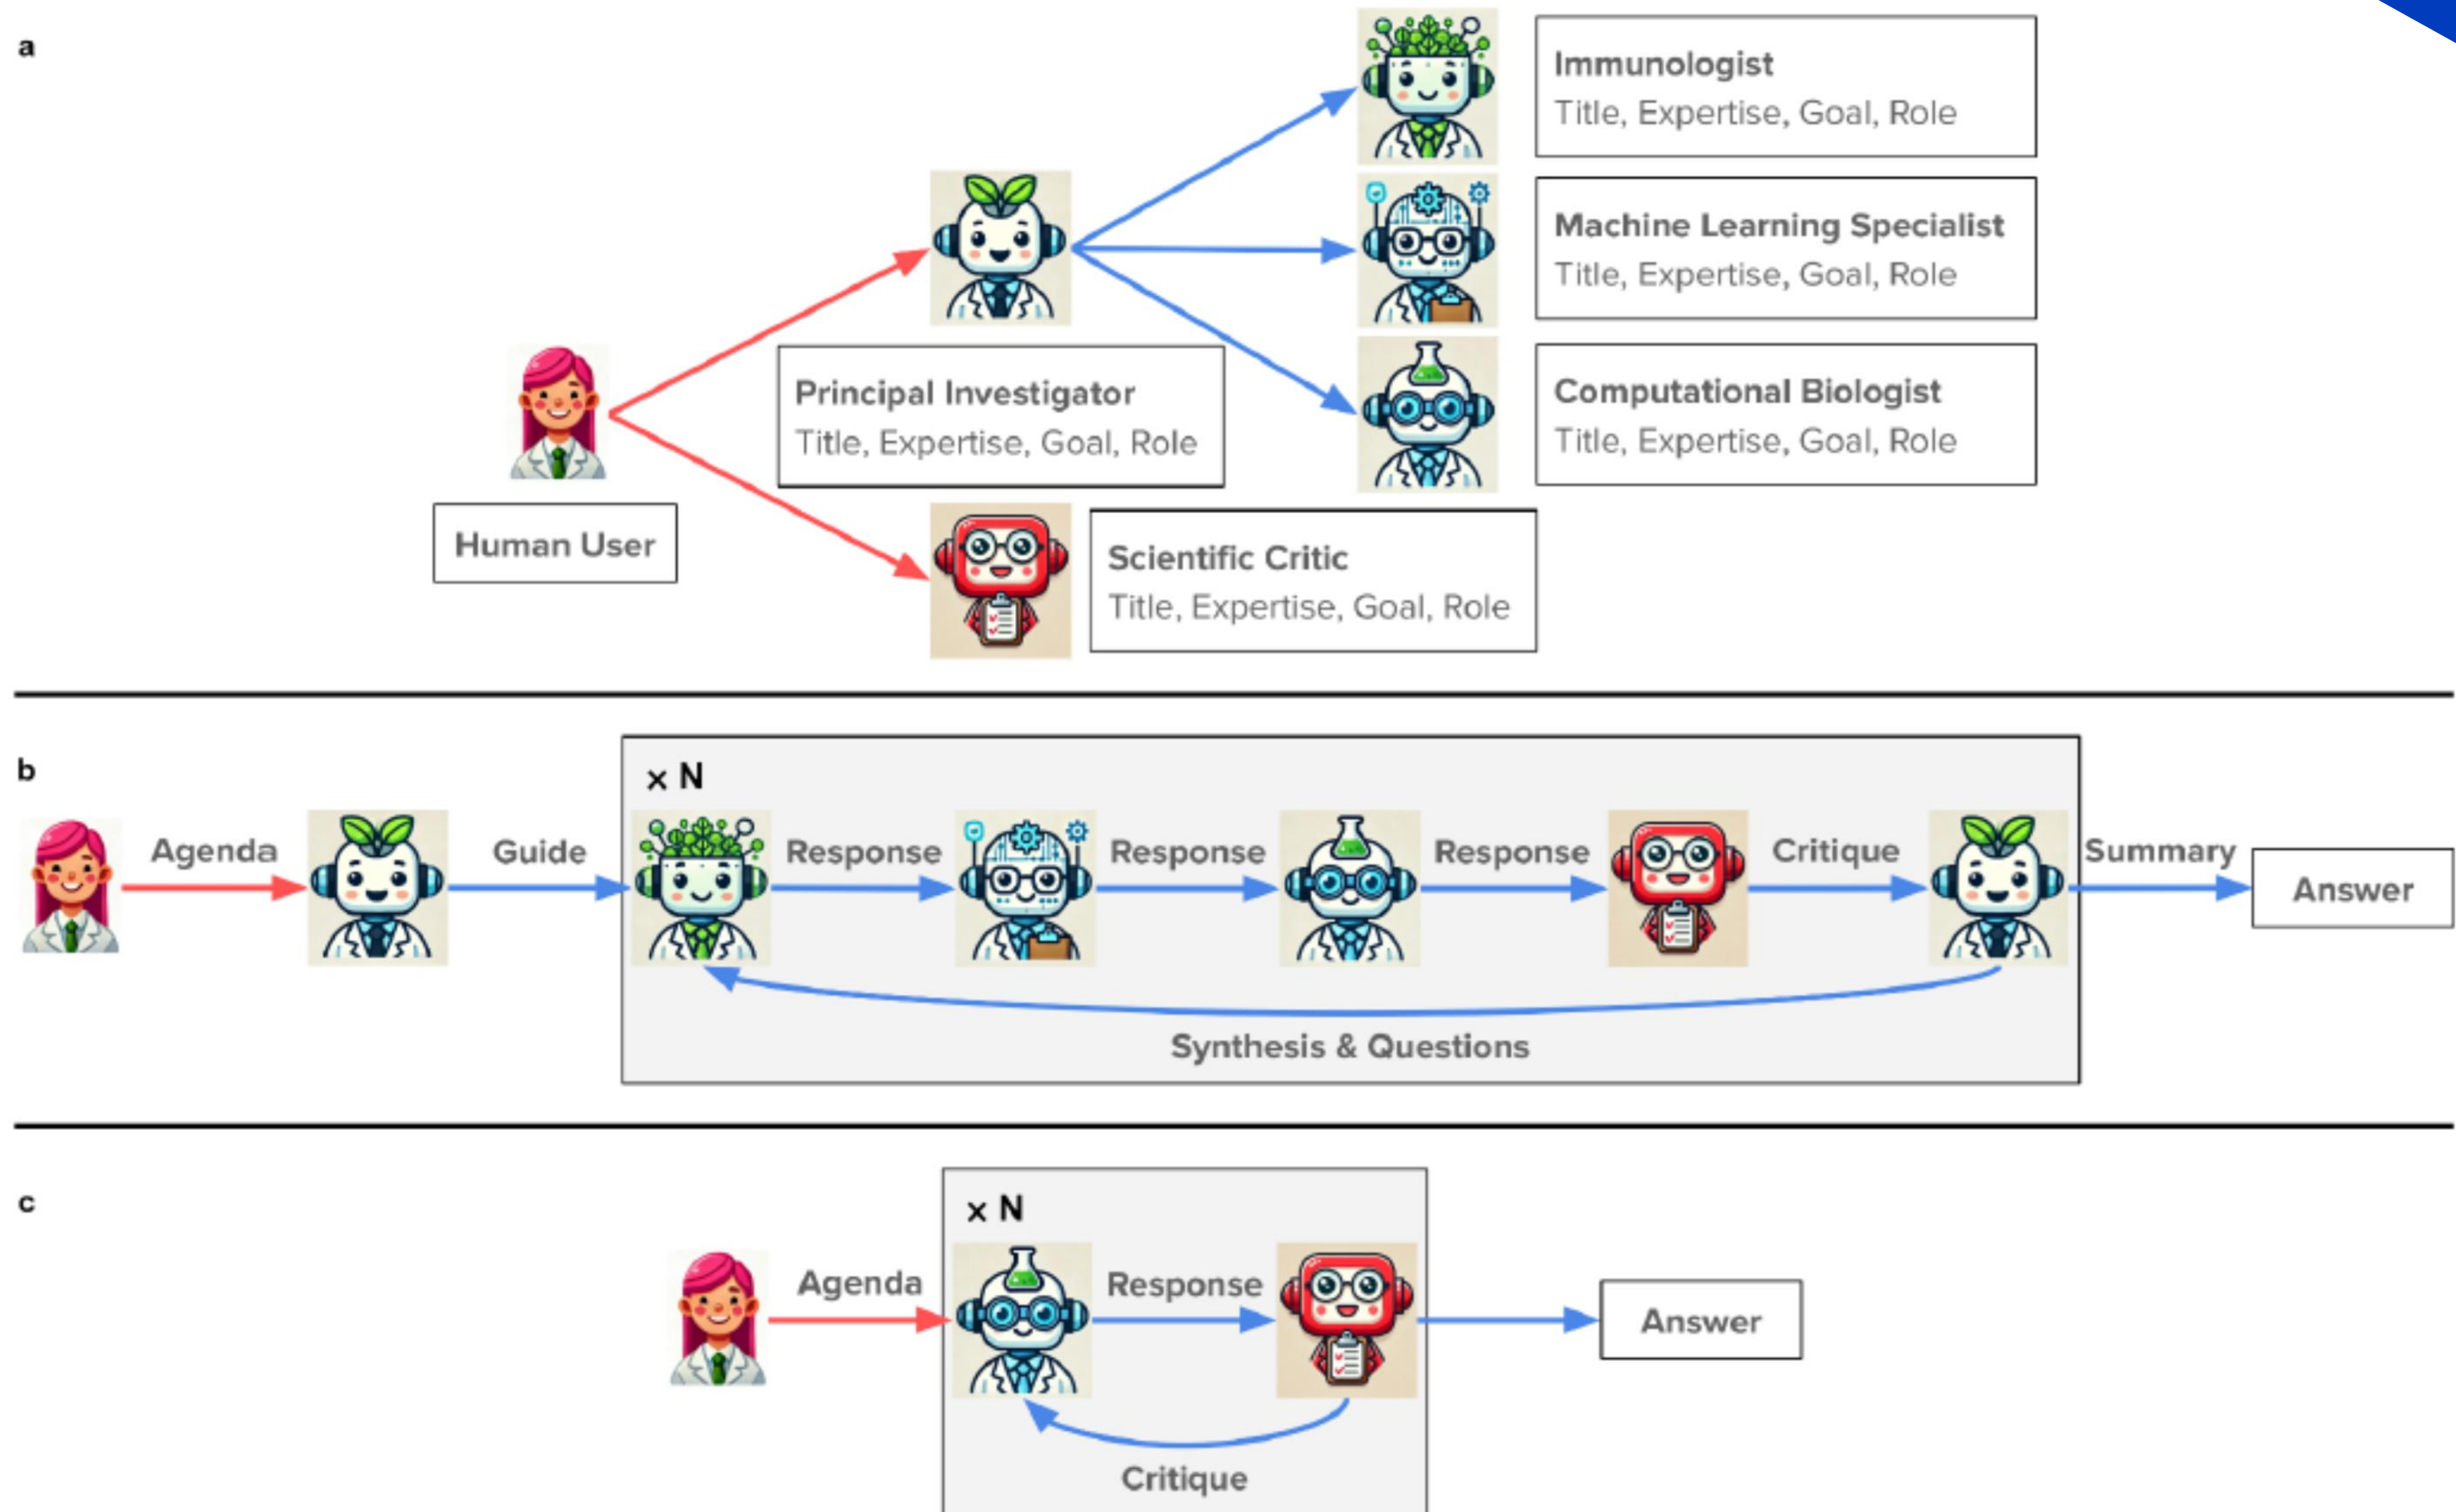 a
Immunologist
Title, Expertise, Goal, Role
Machine Learning Specialist
Title, Expertise, Goal, Role
Principal Investigator
Title, Expertise, Goal, Role
Computational Biologist
Title, Expertise, Goal, Role
Human User
Scientific Critic
Title, Expertise, Goal, Role
b
x N
Agenda
Guide
Response
Response
Response
Critique
Summary
Answer
Synthesis & Questions
c
x N
Agenda
Response
Answer
Critique